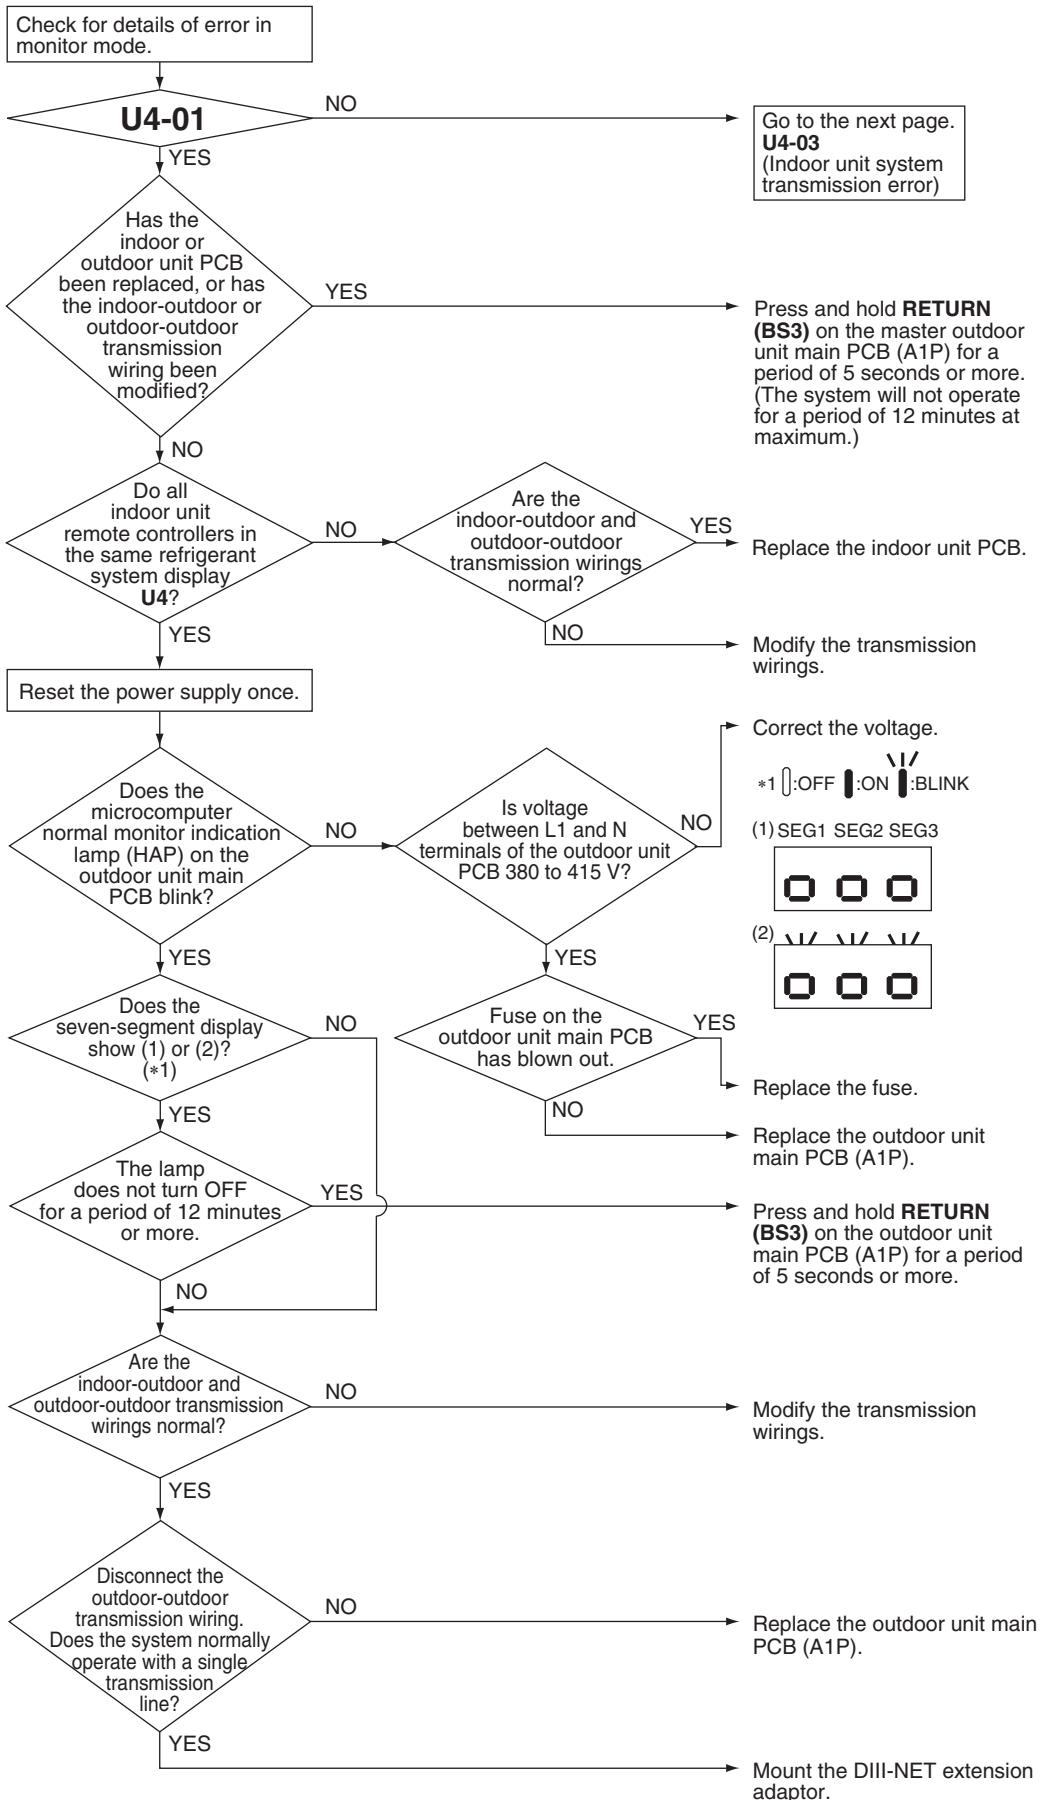 Check for details of error in
monitor mode.
U4-01
NO
YES
Go to the next page.
U4-03
(Indoor unit system
transmission error)
Has the
indoor or
outdoor unit PCB
been replaced, or has
the indoor-outdoor or
outdoor-outdoor
transmission
wiring been
modified?
YES
NO
Press and hold RETURN
(BS3) on the master outdoor
unit main PCB (A1P) for a
period of 5 seconds or more.
(The system will not operate
for a period of 12 minutes at
maximum.)
Do all
indoor unit
remote controllers in
the same refrigerant
system display
U4?
NO
YES
Are the
indoor-outdoor and
outdoor-outdoor
transmission wirings
normal?
YES
NO
Replace the indoor unit PCB.
Modify the transmission
wirings.
Reset the power supply once.
Does the
microcomputer
normal monitor indication
lamp (HAP) on the
outdoor unit main
PCB blink?
NO
YES
Is voltage
between L1 and N
terminals of the outdoor unit
PCB 380 to 415 V?
NO
YES
Correct the voltage.
*1 :OFF :ON :BLINK
(1) SEG1 SEG2 SEG3
(2)
Does the
seven-segment display
show (1) or (2)?
(*1)
NO
YES
Fuse on the
outdoor unit main PCB
has blown out.
YES
NO
Replace the fuse.
Replace the outdoor unit
main PCB (A1P).
The lamp
does not turn OFF
for a period of 12 minutes
or more.
YES
NO
Press and hold RETURN
(BS3) on the outdoor unit
main PCB (A1P) for a period
of 5 seconds or more.
Are the
indoor-outdoor and
outdoor-outdoor transmission
wirings normal?
NO
YES
Modify the transmission
wirings.
Disconnect the
outdoor-outdoor
transmission wiring.
Does the system normally
operate with a single
transmission
line?
NO
YES
Replace the outdoor unit main
PCB (A1P).
Mount the DIII-NET extension
adaptor.